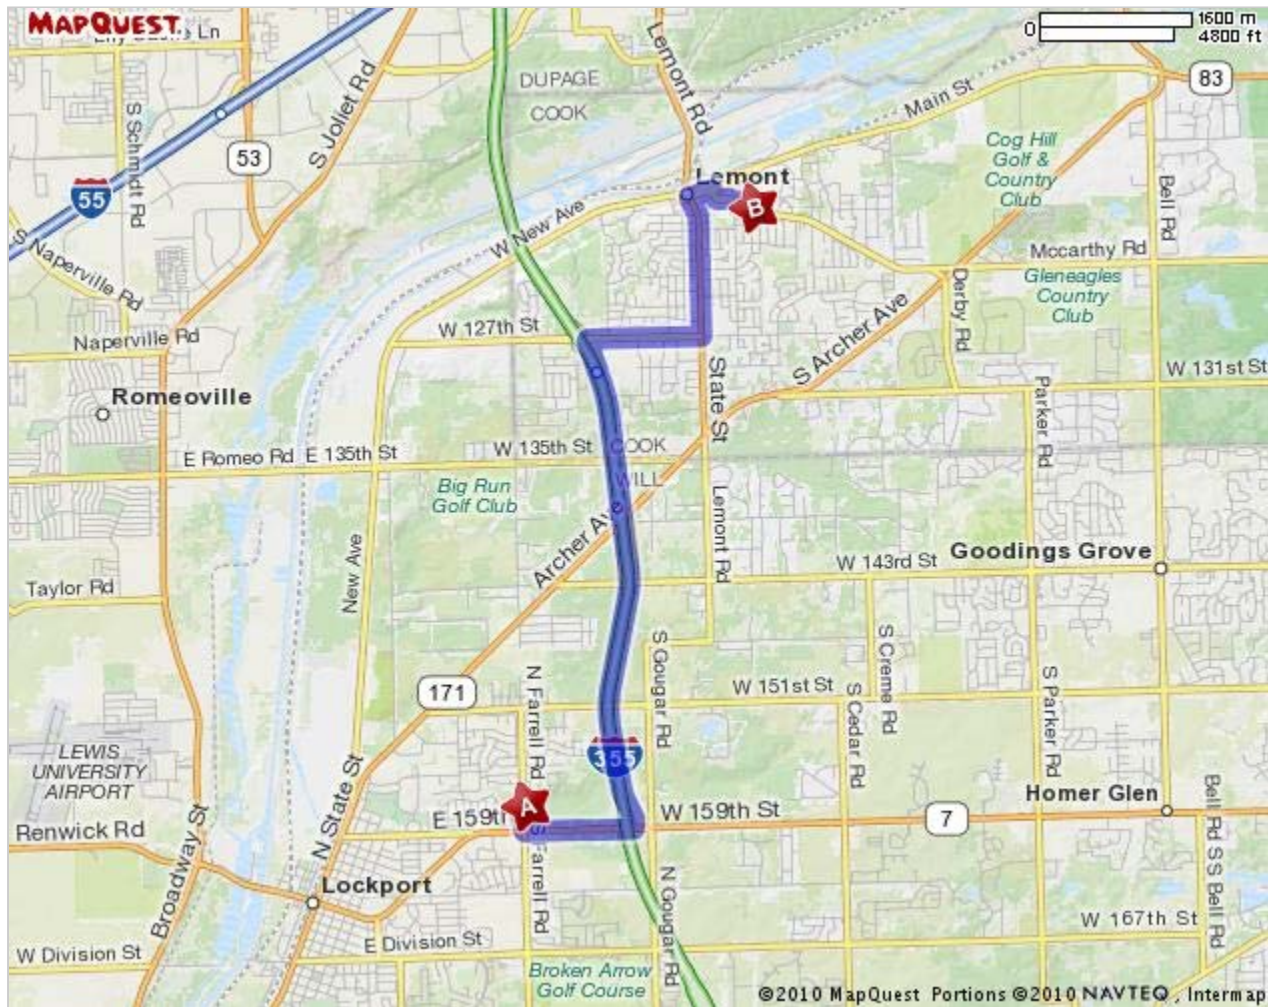 MAPQUEST
Ln
0
1600 m
4800 ft
DUPAGE
COOK
Lemont Rd
83
Main St
S Schmidt Rd
53
S Joliet Rd
55
Cog Hill
Golf &
Country
Club
Lemont
B
Bell Rd
W New Ave
S Naperville Rd
Mccarthy Rd
Gleneagles
Country
Club
Derby Rd
W 127th St
Naperville Rd
S Archer Ave
Romeoville
State St
W 131st St
Parker Rd
W 135th St
COOK
WILL
E Romeo Rd
E 135th St
Big Run
Golf Club
Lemont Rd
Archer Av
New Ave
W 143rd St
Goodings Grove
Taylor Rd
S Gougar Rd
S Creme Rd
N Farrell Rd
171
W 151st St
S Cedar Rd
S Parker Rd
LEWIS
UNIVERSITY
AIRPORT
355
N State St
A
Homer Glen
Bell Rd
E 159th
W 159th St
7
Renwick Rd
Farrell Rd
Broadway St
Lockport
N Gougar Rd
S Bell Rd
W 167th St
E Division St
W Division St
Broken Arrow
Golf Course
©2010 MapQuest Portions ©2010 NAVTEQ, Intermap